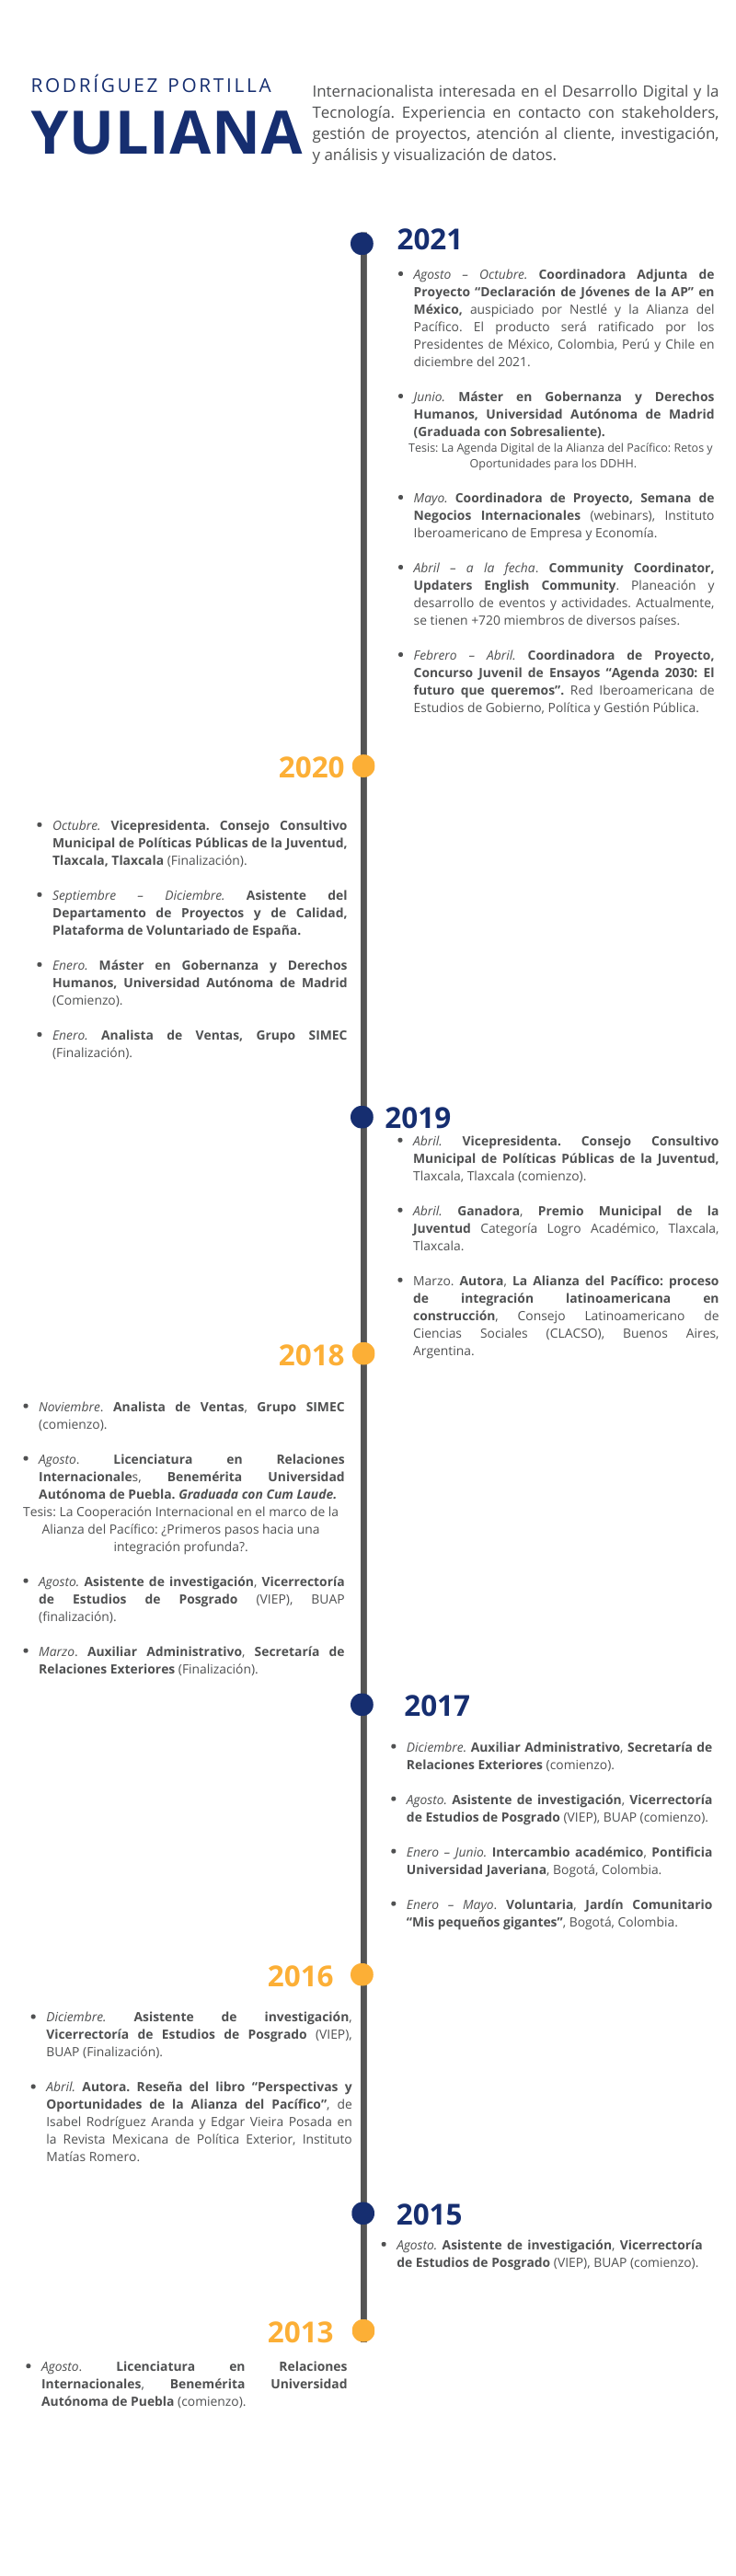 RODRÍGUEZ PORTILLA
YULIANA
Internacionalista interesada en el Desarrollo Digital y la
Tecnología. Experiencia en contacto con stakeholders,
gestión de proyectos, atención al cliente, investigación,
y análisis y visualización de datos.
2021
• Agosto – Octubre. Coordinadora Adjunta de
Proyecto “Declaración de Jóvenes de la AP” en
México, auspiciado por Nestlé y la Alianza del
Pacífico. El producto será ratificado por los
Presidentes de México, Colombia, Perú y Chile en
diciembre del 2021.
• Junio. Máster en Gobernanza y Derechos
Humanos, Universidad Autónoma de Madrid
(Graduada con Sobresaliente).
Tesis: La Agenda Digital de la Alianza del Pacífico: Retos y
Oportunidades para los DDHH.
• Mayo. Coordinadora de Proyecto, Semana de
Negocios Internacionales (webinars), Instituto
Iberoamericano de Empresa y Economía.
• Abril – a la fecha. Community Coordinator,
Updaters English Community. Planeación y
desarrollo de eventos y actividades. Actualmente,
se tienen +720 miembros de diversos países.
• Febrero – Abril. Coordinadora de Proyecto,
Concurso Juvenil de Ensayos “Agenda 2030: El
futuro que queremos”. Red Iberoamericana de
Estudios de Gobierno, Política y Gestión Pública.
2020
• Octubre. Vicepresidenta. Consejo Consultivo
Municipal de Políticas Públicas de la Juventud,
Tlaxcala, Tlaxcala (Finalización).
• Septiembre – Diciembre. Asistente del
Departamento de Proyectos y de Calidad,
Plataforma de Voluntariado de España.
• Enero. Máster en Gobernanza y Derechos
Humanos, Universidad Autónoma de Madrid
(Comienzo).
• Enero. Analista de Ventas, Grupo SIMEC
(Finalización).
2019
• Abril. Vicepresidenta. Consejo Consultivo
Municipal de Políticas Públicas de la Juventud,
Tlaxcala, Tlaxcala (comienzo).
• Abril. Ganadora, Premio Municipal de la
Juventud Categoría Logro Académico, Tlaxcala,
Tlaxcala.
• Marzo. Autora, La Alianza del Pacífico: proceso
de integración latinoamericana en
construcción, Consejo Latinoamericano de
Ciencias Sociales (CLACSO), Buenos Aires,
Argentina.
2018
• Noviembre. Analista de Ventas, Grupo SIMEC
(comienzo).
• Agosto. Licenciatura en Relaciones
Internacionales, Benemérita Universidad
Autónoma de Puebla. Graduada con Cum Laude.
Tesis: La Cooperación Internacional en el marco de la
Alianza del Pacífico: ¿Primeros pasos hacia una
integración profunda?.
• Agosto. Asistente de investigación, Vicerrectoría
de Estudios de Posgrado (VIEP), BUAP
(finalización).
• Marzo. Auxiliar Administrativo, Secretaría de
Relaciones Exteriores (Finalización).
2017
• Diciembre. Auxiliar Administrativo, Secretaría de
Relaciones Exteriores (comienzo).
• Agosto. Asistente de investigación, Vicerrectoría
de Estudios de Posgrado (VIEP), BUAP (comienzo).
• Enero – Junio. Intercambio académico, Pontificia
Universidad Javeriana, Bogotá, Colombia.
• Enero – Mayo. Voluntaria, Jardín Comunitario
“Mis pequeños gigantes”, Bogotá, Colombia.
2016
• Diciembre. Asistente de investigación,
Vicerrectoría de Estudios de Posgrado (VIEP),
BUAP (Finalización).
• Abril. Autora. Reseña del libro “Perspectivas y
Oportunidades de la Alianza del Pacífico”, de
Isabel Rodríguez Aranda y Edgar Vieira Posada en
la Revista Mexicana de Política Exterior, Instituto
Matías Romero.
2015
• Agosto. Asistente de investigación, Vicerrectoría
de Estudios de Posgrado (VIEP), BUAP (comienzo).
2013
• Agosto. Licenciatura en Relaciones
Internacionales, Benemérita Universidad
Autónoma de Puebla (comienzo).